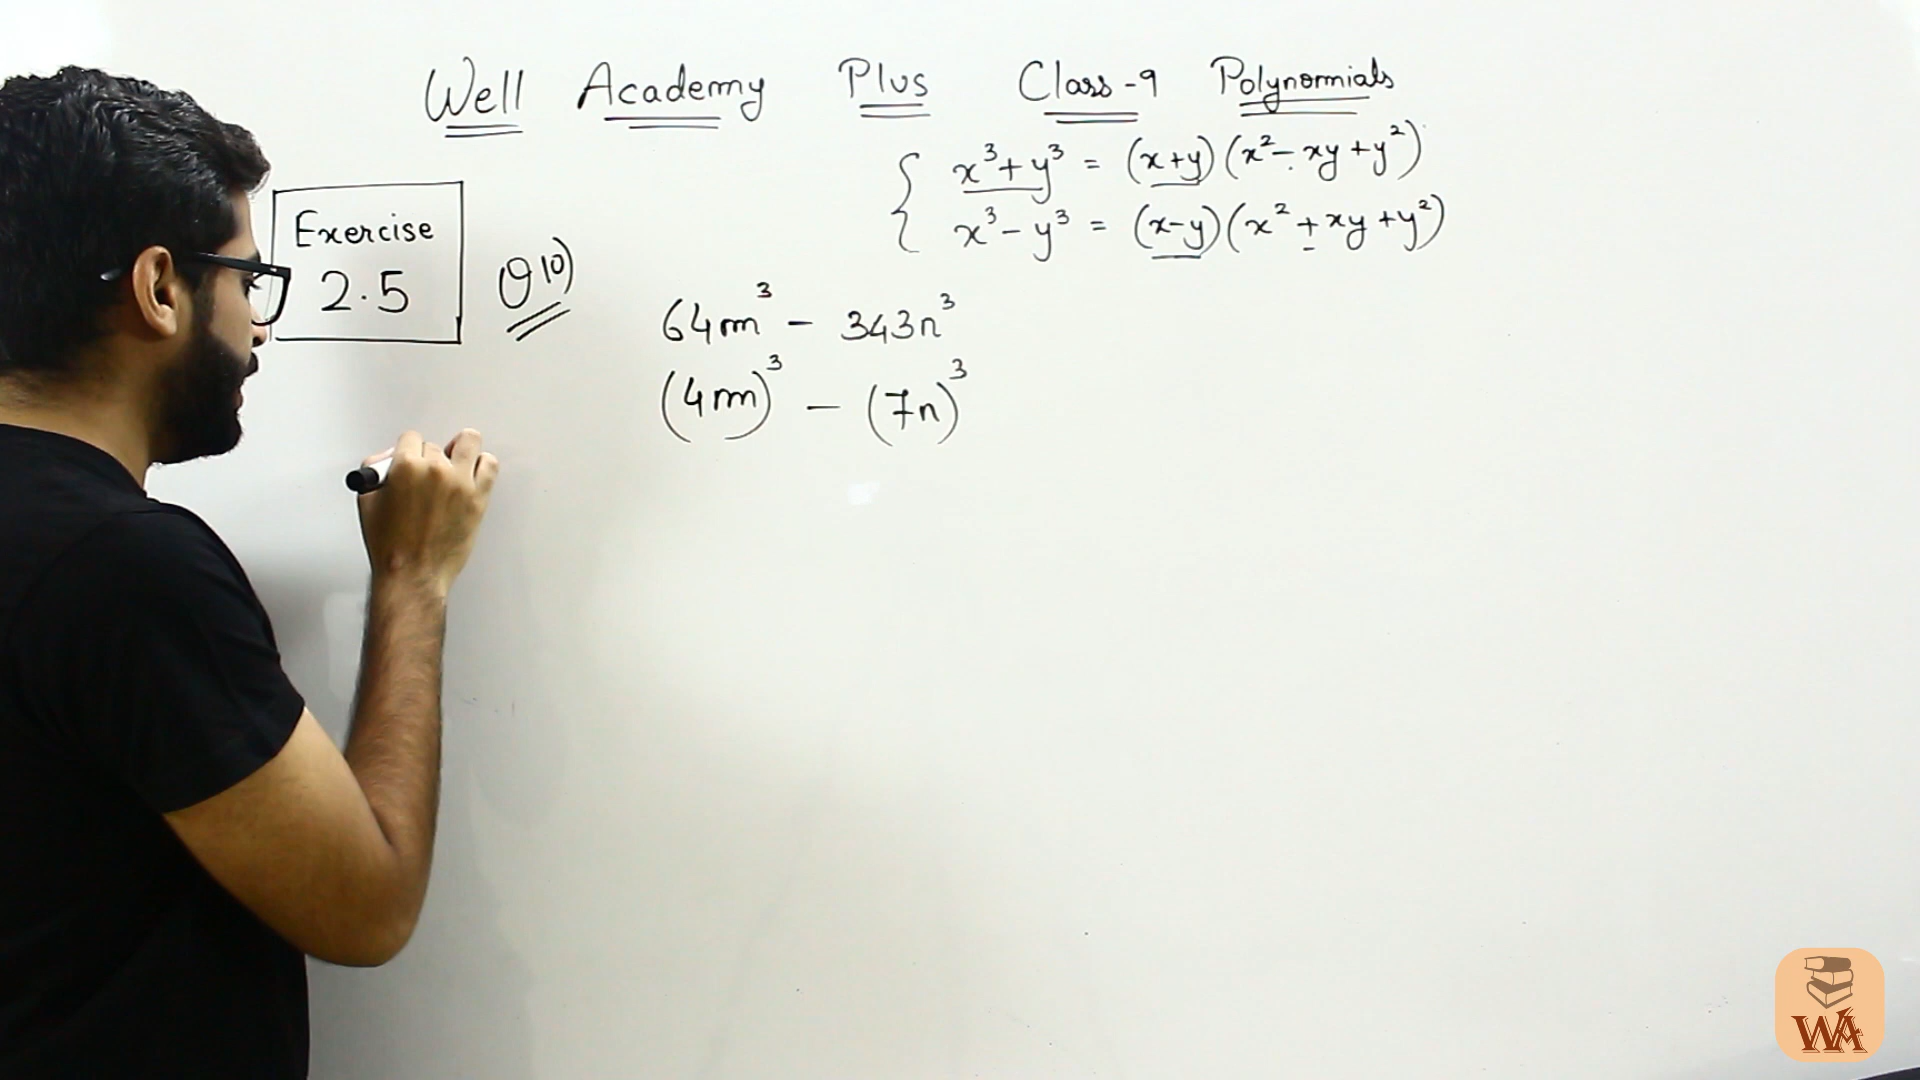 Well Academy Plus Class-9 Polynomials
x³+y³ = (x+y)(x²-xy+y²)
x³-y³ = (x-y)(x²+xy+y²)
Exercise
2.5
Q10)
64m³ - 343n³
(4m)³ - (7n)³
WA